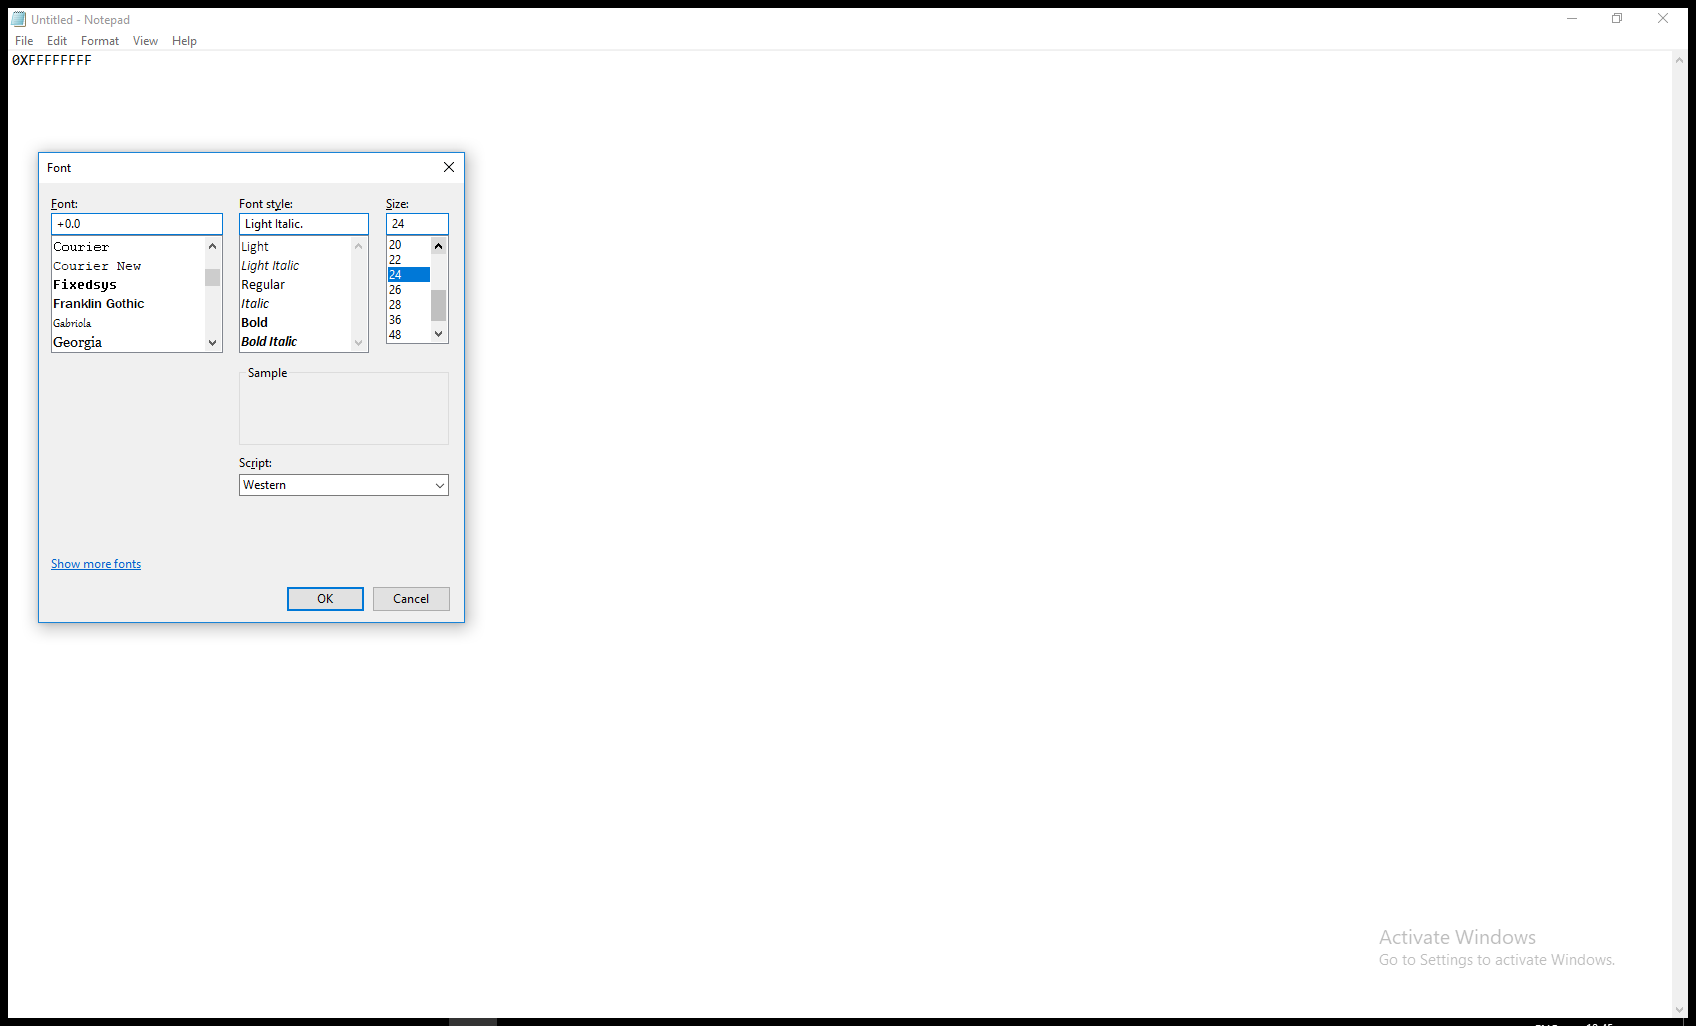 Untitled - Notepad
File Edit Format View Help
0XFFFFFFFF
Font
Font: Font style: Size:
+0.0 Light Italic. 24
Courier
Courier New
Fixedsys
Franklin Gothic
Gabriola
Georgia
Light
Light Italic
Regular
Italic
Bold
Bold Italic
20
22
24
26
28
36
48
Sample
Script:
Western
Show more fonts
OK Cancel
Activate Windows
Go to Settings to activate Windows.